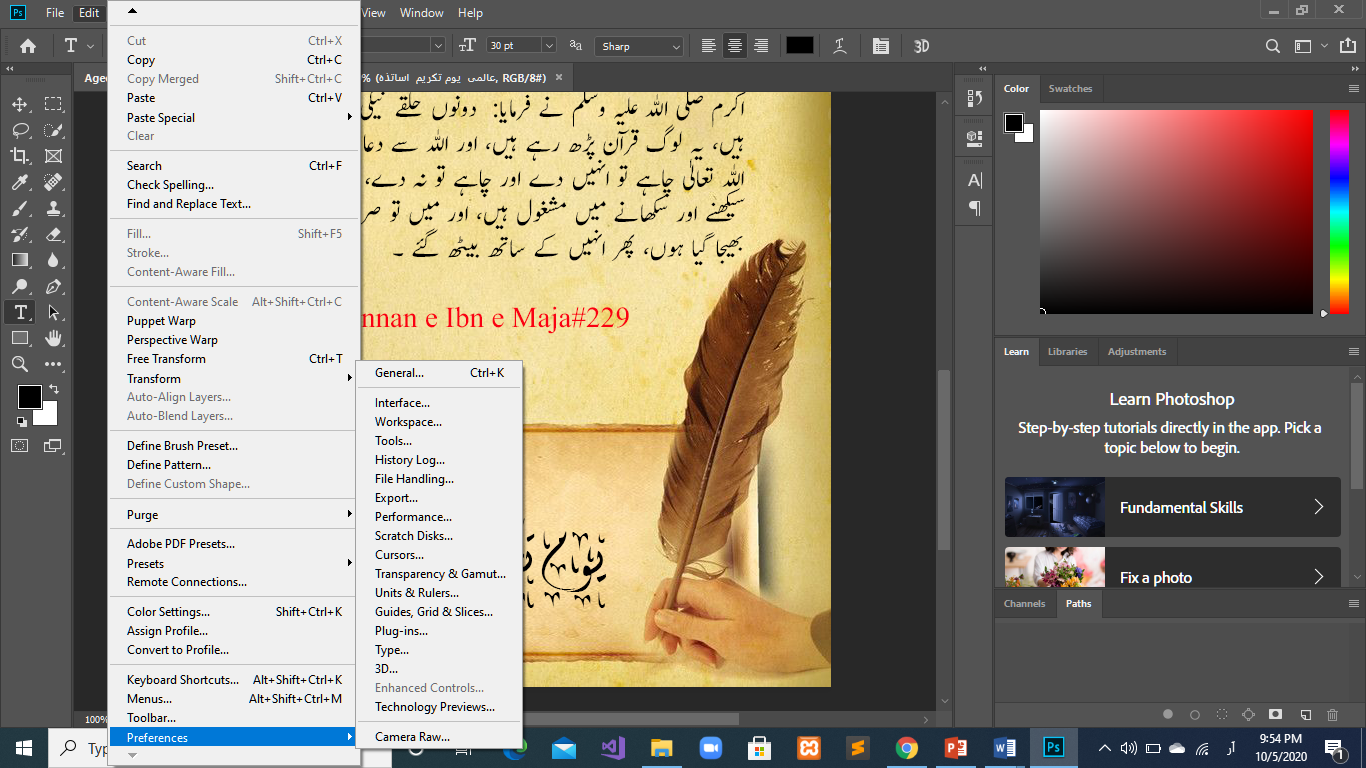 Ps File Edit View Window Help
T 30 pt aa Sharp 3D
Age % (عالمی یوم تکریم اساتذہ, RGB/8#) ×
Cut Ctrl+X
Copy Ctrl+C
Copy Merged Shift+Ctrl+C
Paste Ctrl+V
Paste Special
Clear
Search Ctrl+F
Check Spelling...
Find and Replace Text...
Fill... Shift+F5
Stroke...
Content-Aware Fill...
Content-Aware Scale Alt+Shift+Ctrl+C
Puppet Warp
Perspective Warp
Free Transform Ctrl+T
Transform
Auto-Align Layers...
Auto-Blend Layers...
Define Brush Preset...
Define Pattern...
Define Custom Shape...
Purge
Adobe PDF Presets...
Presets
Remote Connections...
Color Settings... Shift+Ctrl+K
Assign Profile...
Convert to Profile...
Keyboard Shortcuts... Alt+Shift+Ctrl+K
Menus... Alt+Shift+Ctrl+M
Toolbar...
Preferences
General... Ctrl+K
Interface...
Workspace...
Tools...
History Log...
File Handling...
Export...
Performance...
Scratch Disks...
Cursors...
Transparency & Gamut...
Units & Rulers...
Guides, Grid & Slices...
Plug-ins...
Type...
3D...
Enhanced Controls...
Technology Previews...
Camera Raw...
اکرم صلی اللہ علیہ وسلم نے فرمایا: دونوں حلقے نیکی
ہیں، یہ لوگ قرآن پڑھ رہے ہیں، اور اللہ سے دعا
اللہ تعالیٰ چاہے تو انہیں دے اور چاہے تو نہ دے،
سیکھنے اور سکھانے میں مشغول ہیں، اور میں تو صر
بھیجا گیا ہوں، پھر انہیں کے ساتھ بیٹھ گئے ۔
nnan e Ibn e Maja#229
یوم
Color Swatches
Learn Libraries Adjustments
Learn Photoshop
Step-by-step tutorials directly in the app. Pick a
topic below to begin.
Fundamental Skills
Fix a photo
Channels Paths
100%
Typ
9:54 PM
10/5/2020
1